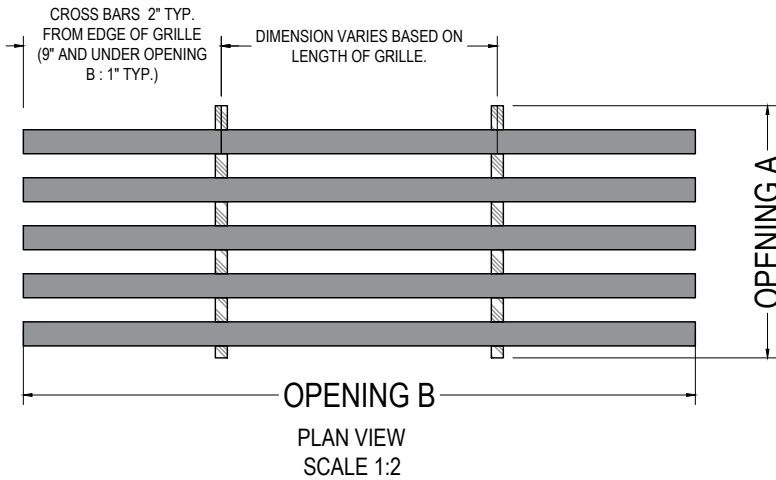 CROSS BARS 2" TYP.
FROM EDGE OF GRILLE
(9" AND UNDER OPENING
B : 1" TYP.)
DIMENSION VARIES BASED ON
LENGTH OF GRILLE.
OPENING A
OPENING B
PLAN VIEW
SCALE 1:2